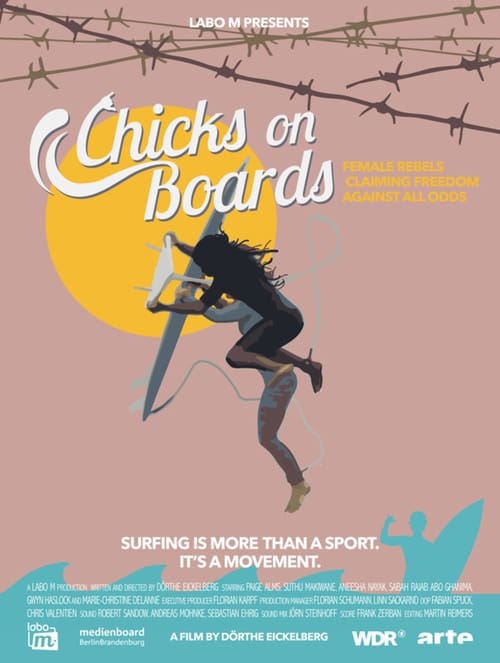 LABO M PRESENTS
Chicks on
Boards
FEMALE REBELS
CLAIMING FREEDOM
AGAINST ALL ODDS
SURFING IS MORE THAN A SPORT.
IT'S A MOVEMENT.
A LABO M PRODUCTION WRITTEN AND DIRECTED BY DÖRTHE EICKELBERG STARRING PAIGE ALMS, SUTHU MAKIWANE, ANEESHA NAYAK, SABAH RAJAB ABO GHANIMA,
GWYN HASLOCK AND MARIE-CHRISTINE DELANNE EXECUTIVE PRODUCER FLORIAN KARPF PRODUCTION MANAGER FLORIAN SCHUMANN, LINN SACKARND DOP FABIAN SPUCK,
CHRIS VALENTIEN SOUND ROBERT SANDOW, ANDREAS MOHNKE, SEBASTIAN EHRIG SOUND MIX JÖRN STEINHOFF SCORE FRANK ZERBAN EDITING MARTIN REIMERS
labo
m:
medienboard
BerlinBrandenburg
A FILM BY DÖRTHE EICKELBERG
WDR
arte